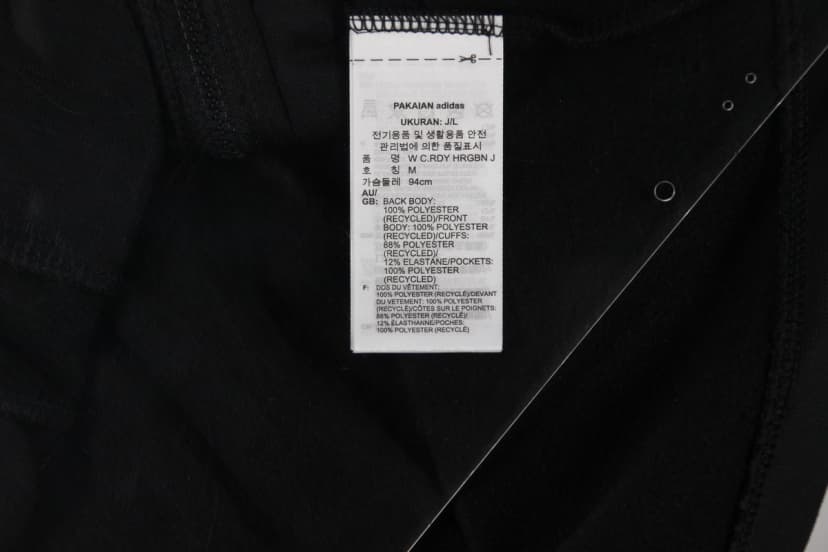 PAKAIAN adidas
UKURAN: J/L
전기용품 및 생활용품 안전
관리법에 의한 품질표시
품 명 W C.RDY HRGBN J
호 칭 M
가슴둘레 94cm
AU/
GB: BACK BODY:
100% POLYESTER
(RECYCLED)/FRONT
BODY: 100% POLYESTER
(RECYCLED)/CUFFS:
88% POLYESTER
(RECYCLED)/
12% ELASTANE/POCKETS:
100% POLYESTER
(RECYCLED)
F: DOS DU VÊTEMENT:
100% POLYESTER (RECYCLÉ)/DEVANT
DU VETEMENT: 100% POLYESTER
(RECYCLÉ)/CÔTES SUR LE POIGNETS:
88% POLYESTER (RECYCLÉ)/
12% ÉLASTHANNE/POCHES:
100% POLYESTER (RECYCLÉ)